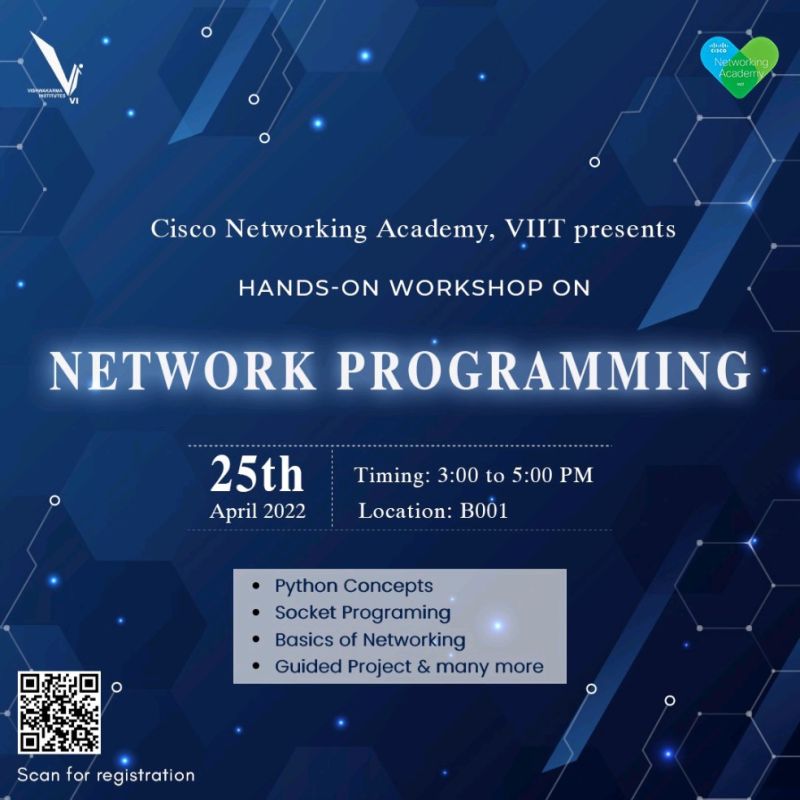 VISHWAKARMA
INSTITUTES
VI
CISCO
Networking
Academy
Cisco Networking Academy, VIIT presents
HANDS-ON WORKSHOP ON
NETWORK PROGRAMMING
25th
April 2022
Timing: 3:00 to 5:00 PM
Location: B001
• Python Concepts
• Socket Programing
• Basics of Networking
• Guided Project & many more
Scan for registration